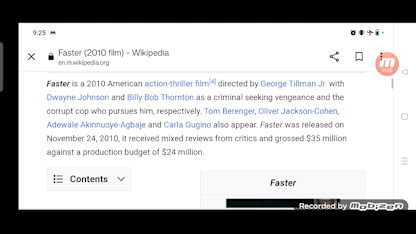 9:25
Faster (2010 film) – Wikipedia
en.m.wikipedia.org
Faster is a 2010 American action-thriller film[4] directed by George Tillman Jr. with
Dwayne Johnson and Billy Bob Thornton as a criminal seeking vengeance and the
corrupt cop who pursues him, respectively. Tom Berenger, Oliver Jackson-Cohen,
Adewale Akinnuoye-Agbaje and Carla Gugino also appear. Faster was released on
November 24, 2010, it received mixed reviews from critics and grossed $35 million
against a production budget of $24 million.
Contents
Faster
Recorded by Mobizen